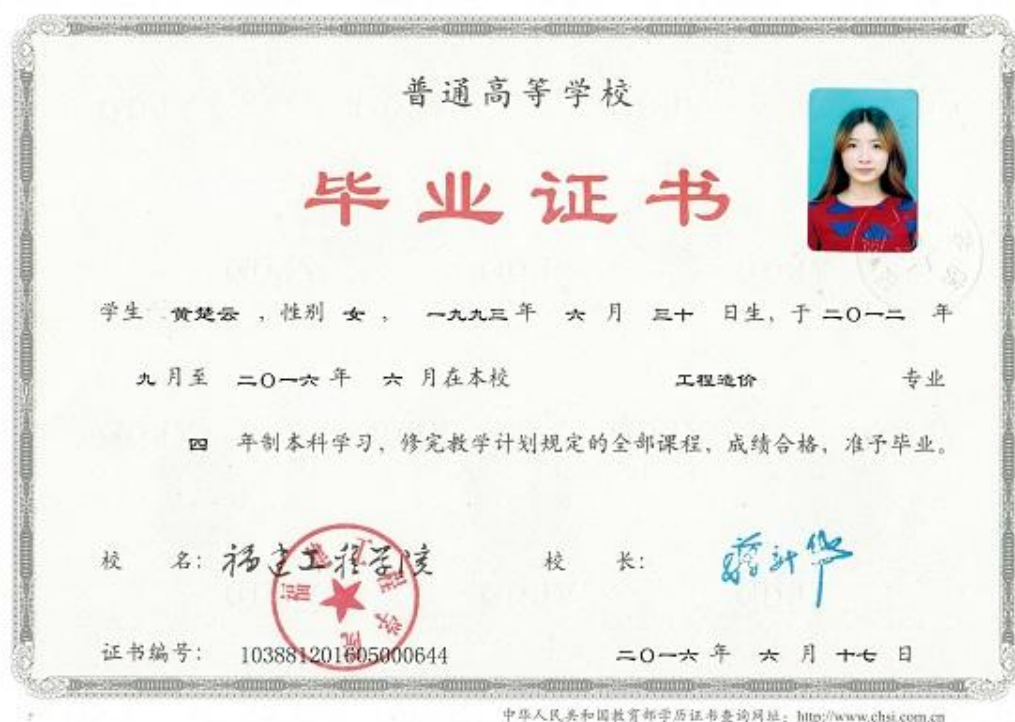 普通高等学校
毕业证书
学生 黄楚云 ，性别 女 ， 一九九三 年 六 月 三十 日生，于 二〇一二 年
九 月至 二〇一六 年 六 月在本校 工程造价 专业
四 年制本科学习，修完教学计划规定的全部课程，成绩合格，准予毕业。
校 名：福建工程学院 校 长：
福建工程学院
证书编号： 103881201605000644 二〇一六 年 六 月 十七 日
中华人民共和国教育部学历证书查询网址：http://www.chsi.com.cn